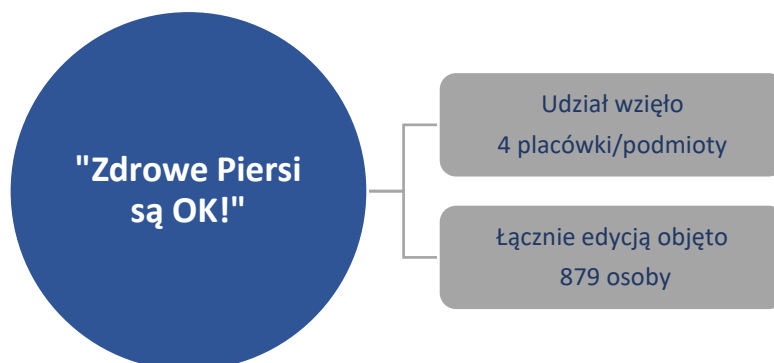 "Zdrowe Piersi
są OK!"
Udział wzięło
4 placówki/podmioty
Łącznie edycją objęto
879 osoby